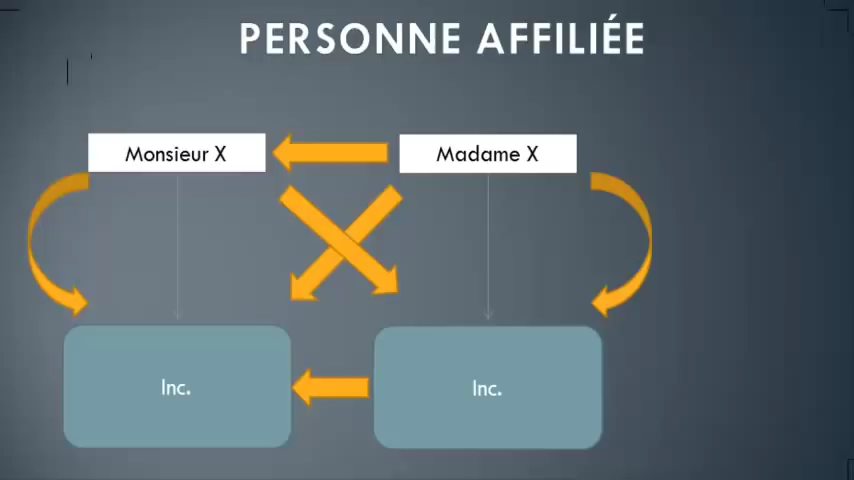 PERSONNE AFFILIÉE
Monsieur X
Madame X
Inc.
Inc.